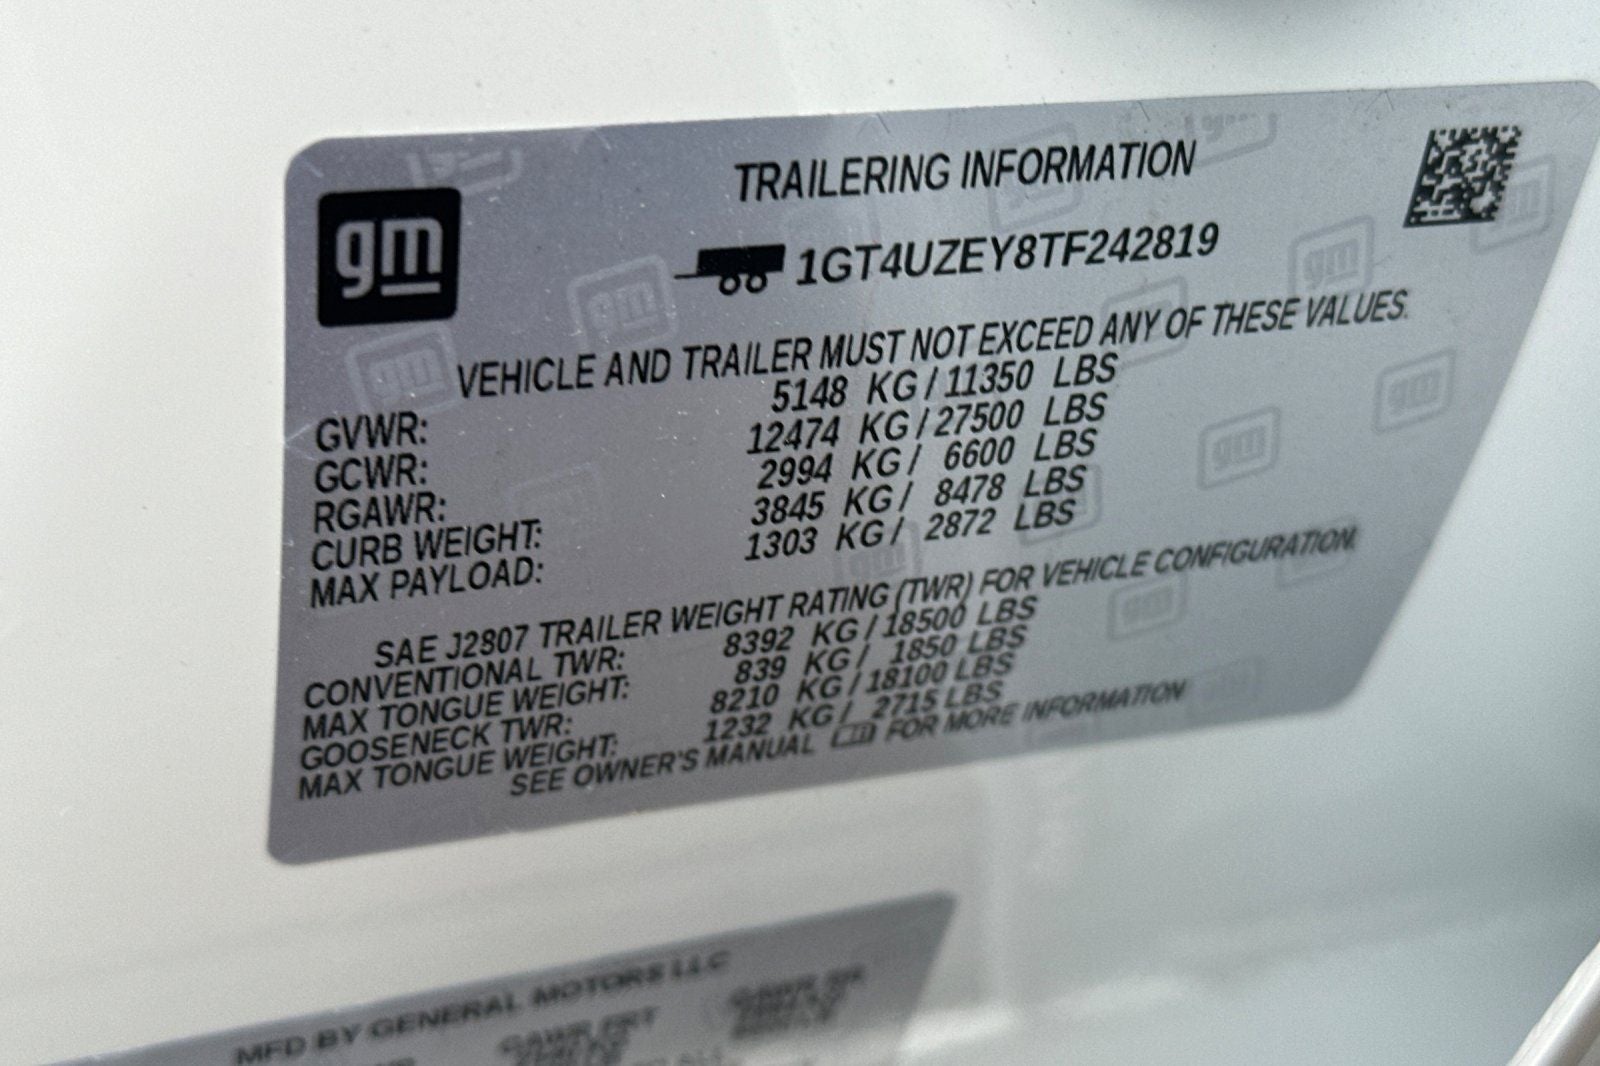 gm
TRAILERING INFORMATION
1GT4UZEY8TF242819
VEHICLE AND TRAILER MUST NOT EXCEED ANY OF THESE VALUES.
GVWR: 5148 KG / 11350 LBS
GCWR: 12474 KG / 27500 LBS
RGAWR: 2994 KG / 6600 LBS
CURB WEIGHT: 3845 KG / 8478 LBS
MAX PAYLOAD: 1303 KG / 2872 LBS
SAE J2807 TRAILER WEIGHT RATING (TWR) FOR VEHICLE CONFIGURATION.
CONVENTIONAL TWR: 8392 KG / 18500 LBS
MAX TONGUE WEIGHT: 839 KG / 1850 LBS
GOOSENECK TWR: 8210 KG / 18100 LBS
MAX TONGUE WEIGHT: 1232 KG / 2715 LBS
SEE OWNER'S MANUAL FOR MORE INFORMATION
MFD BY GENERAL MOTORS LLC
GAWR FRT GAWR RR